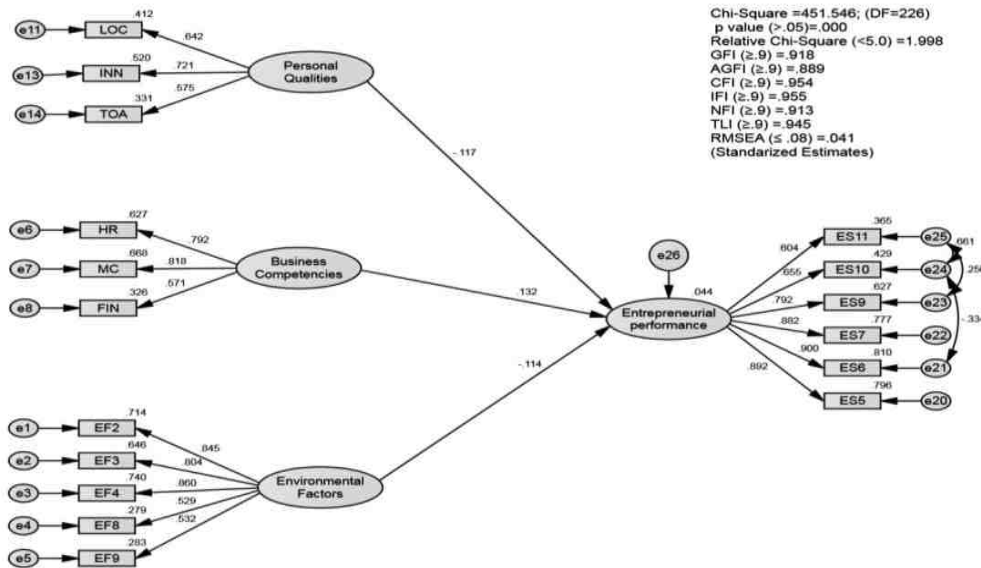 Chi-Square =451.546; (DF=226)
p value (>.05)=.000
Relative Chi-Square (<5.0) =1.998
GFI (≥.9) =.918
AGFI (≥.9) =.889
CFI (≥.9) =.954
IFI (≥.9) =.955
NFI (≥.9) =.913
TLI (≥.9) =.945
RMSEA (≤ .08) =.041
(Standarized Estimates)
.412
e11 LOC
.642
.520
e13 INN
.721
.331
e14 TOA
.575
Personal
Qualities
-.117
.627
e6 HR
.792
.668
e7 MC
.818
.326
e8 FIN
.571
Business
Competencies
.132
.714
e1 EF2
.845
.646
e2 EF3
.804
.740
e3 EF4
.860
.279
e4 EF8
.529
.283
e5 EF9
.532
Environmental
Factors
-.114
e26
.044
Entrepreneurial
performance
.604
.365
ES11 e25
.655
.429
ES10 e24
.792
.627
ES9 e23
.882
.777
ES7 e22
.900
.810
ES6 e21
.892
.796
ES5 e20
.661
-.334